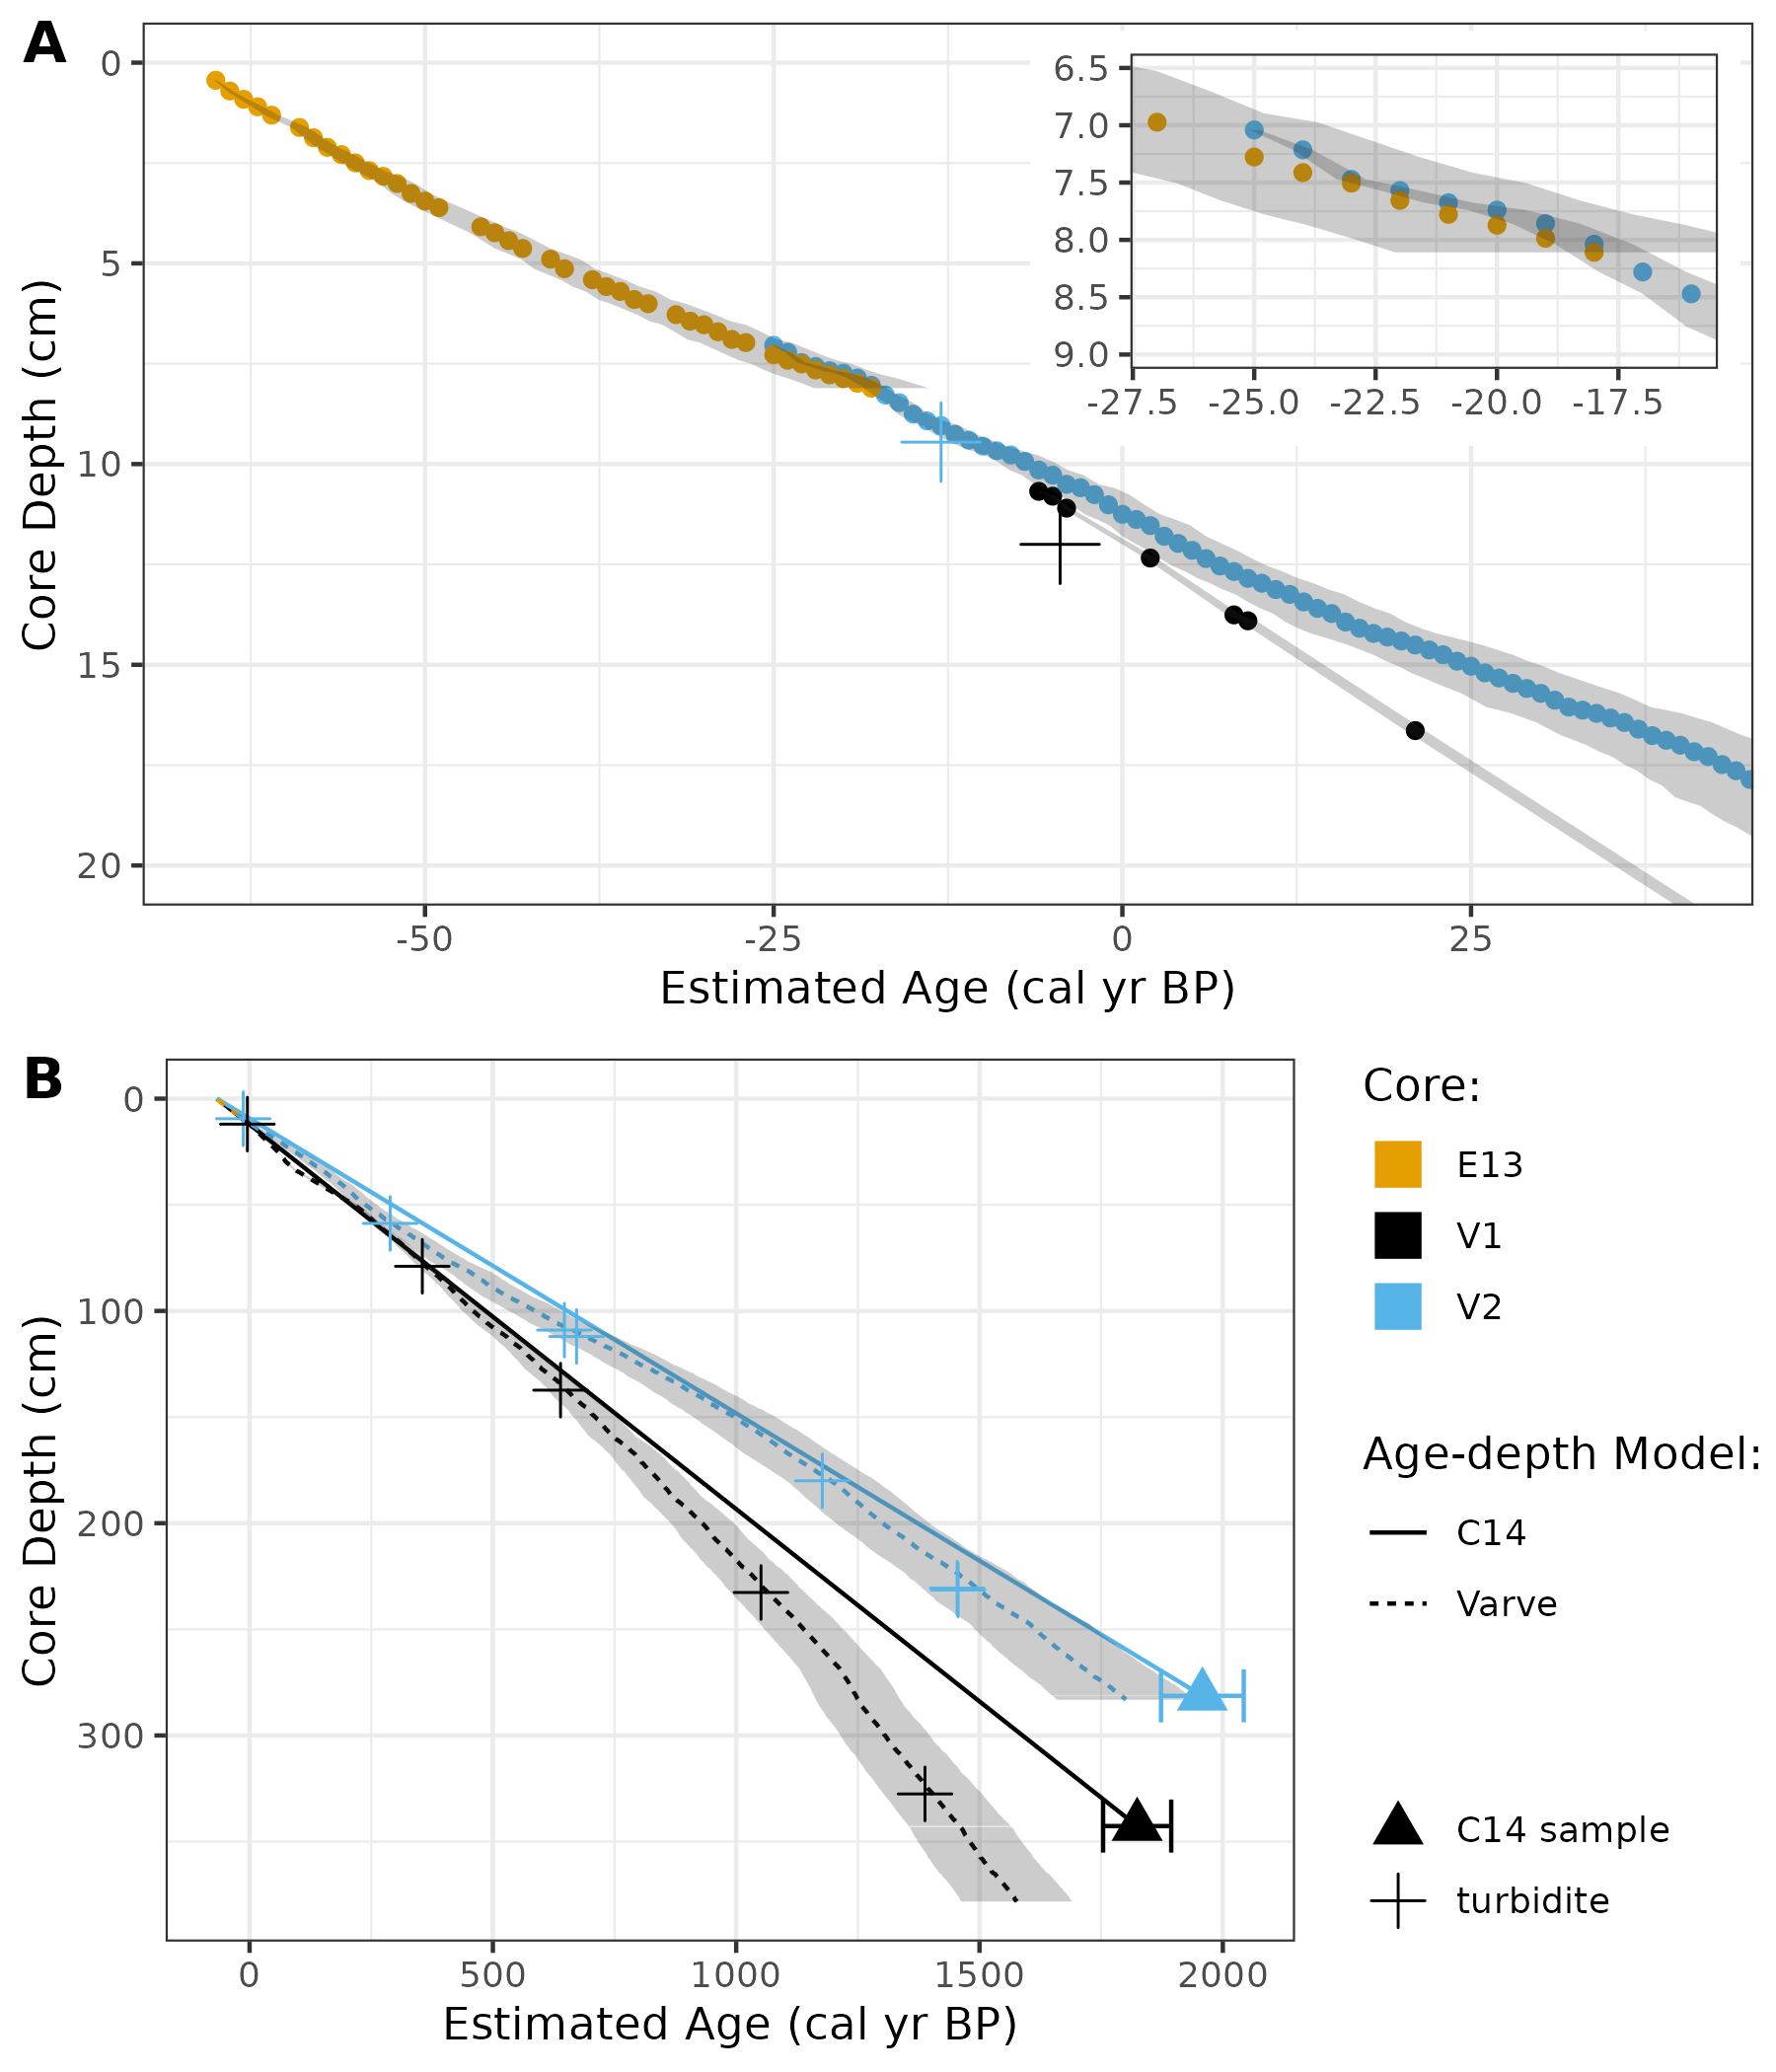 A
Core Depth (cm)
0
5
10
15
20
-50 -25 0 25
Estimated Age (cal yr BP)
6.5
7.0
7.5
8.0
8.5
9.0
-27.5 -25.0 -22.5 -20.0 -17.5
B
Core Depth (cm)
0
100
200
300
0 500 1000 1500 2000
Estimated Age (cal yr BP)
Core:
E13
V1
V2
Age-depth Model:
C14
Varve
C14 sample
turbidite